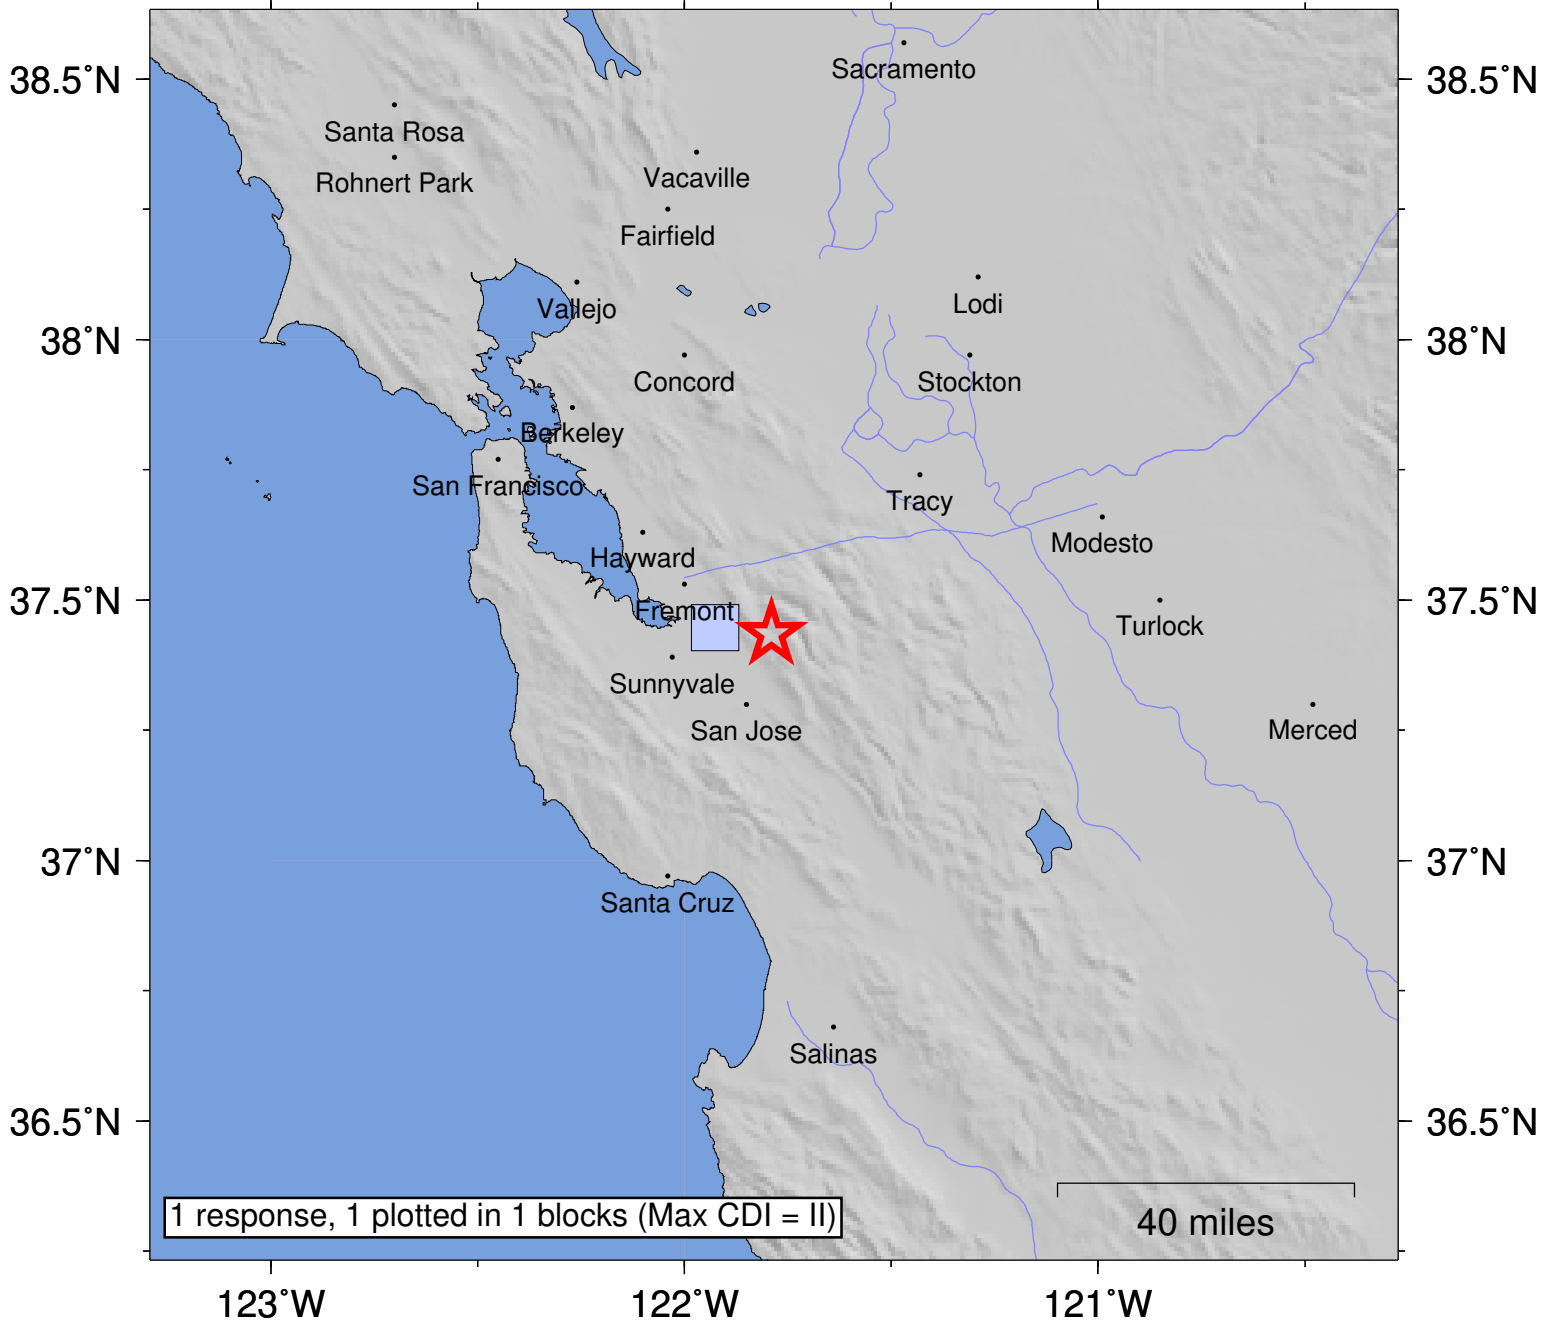 Sacramento
38.5˚N
38.5˚N
Santa Rosa
Rohnert Park
Vacaville
Fairfield
Vallejo
Lodi
38˚N
38˚N
Concord
Stockton
Berkeley
San Francisco
Tracy
Modesto
Hayward
37.5˚N
37.5˚N
Fremont
Turlock
Sunnyvale
San Jose
Merced
37˚N
37˚N
Santa Cruz
Salinas
36.5˚N
36.5˚N
1 response, 1 plotted in 1 blocks (Max CDI = II)
40 miles
123˚W
122˚W
121˚W